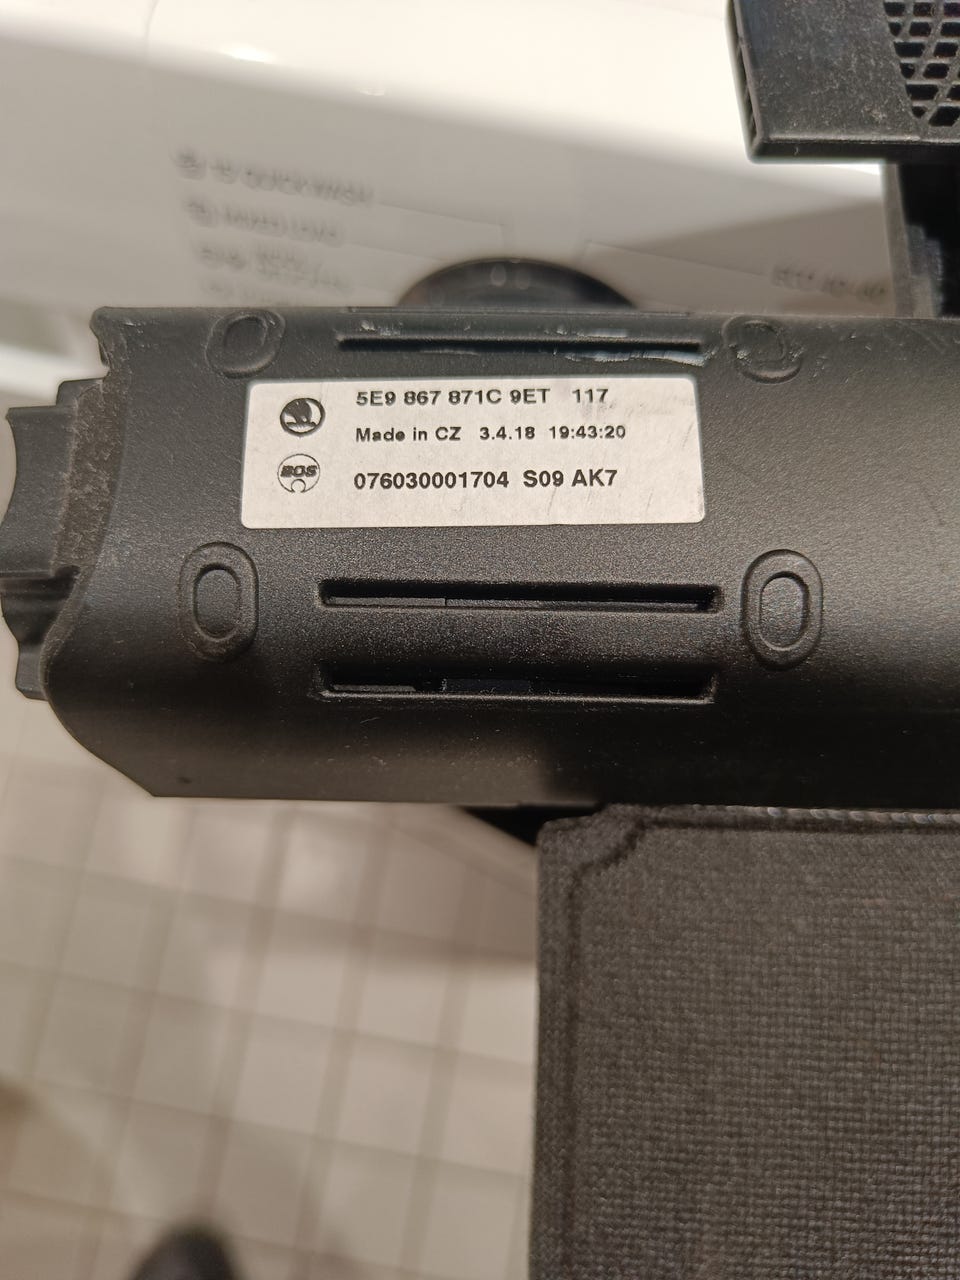 5E9 867 871C 9ET 117
Made in CZ 3.4.18 19:43:20
BOS
076030001704 S09 AK7